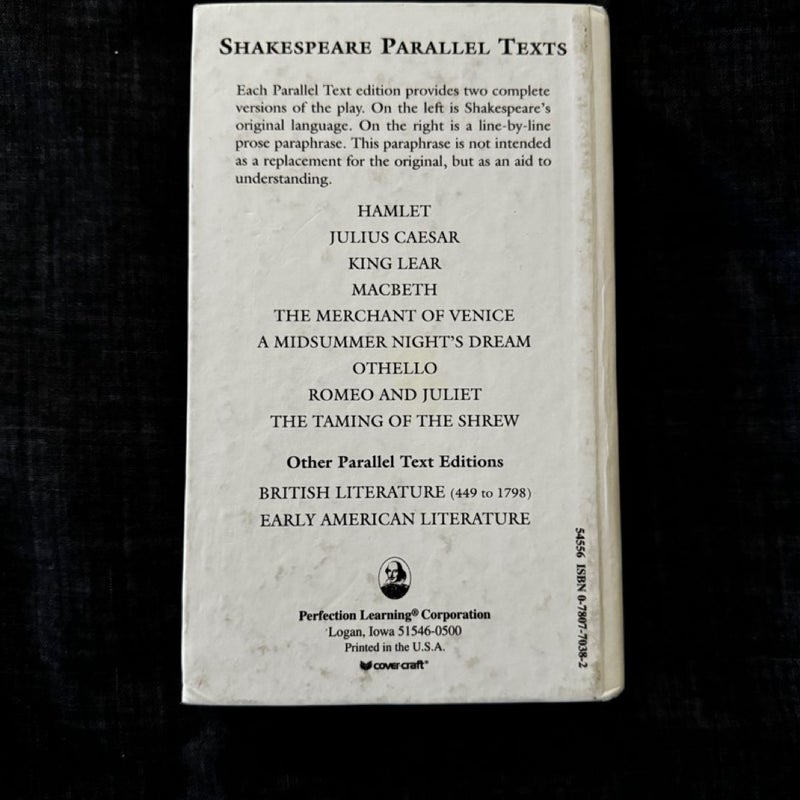 SHAKESPEARE PARALLEL TEXTS
Each Parallel Text edition provides two complete
versions of the play. On the left is Shakespeare's
original language. On the right is a line-by-line
prose paraphrase. This paraphrase is not intended
as a replacement for the original, but as an aid to
understanding.
HAMLET
JULIUS CAESAR
KING LEAR
MACBETH
THE MERCHANT OF VENICE
A MIDSUMMER NIGHT'S DREAM
OTHELLO
ROMEO AND JULIET
THE TAMING OF THE SHREW
Other Parallel Text Editions
BRITISH LITERATURE (449 to 1798)
EARLY AMERICAN LITERATURE
Perfection Learning® Corporation
Logan, Iowa 51546-0500
Printed in the U.S.A.
covercraft®
54556 ISBN 0-7807-7038-2